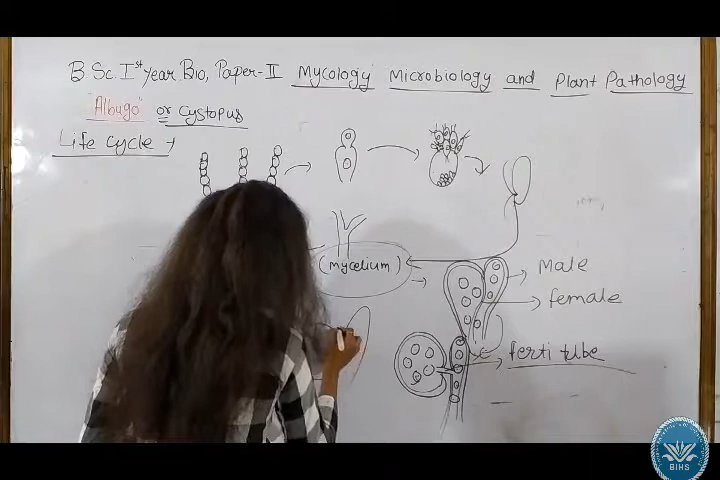 B.Sc. Ist year Bio, Paper-II Mycology Microbiology and Plant Pathology
"Albugo" or Cystopus
Life Cycle →
(Mycelium)
Male
female
ferti tube
BIHS